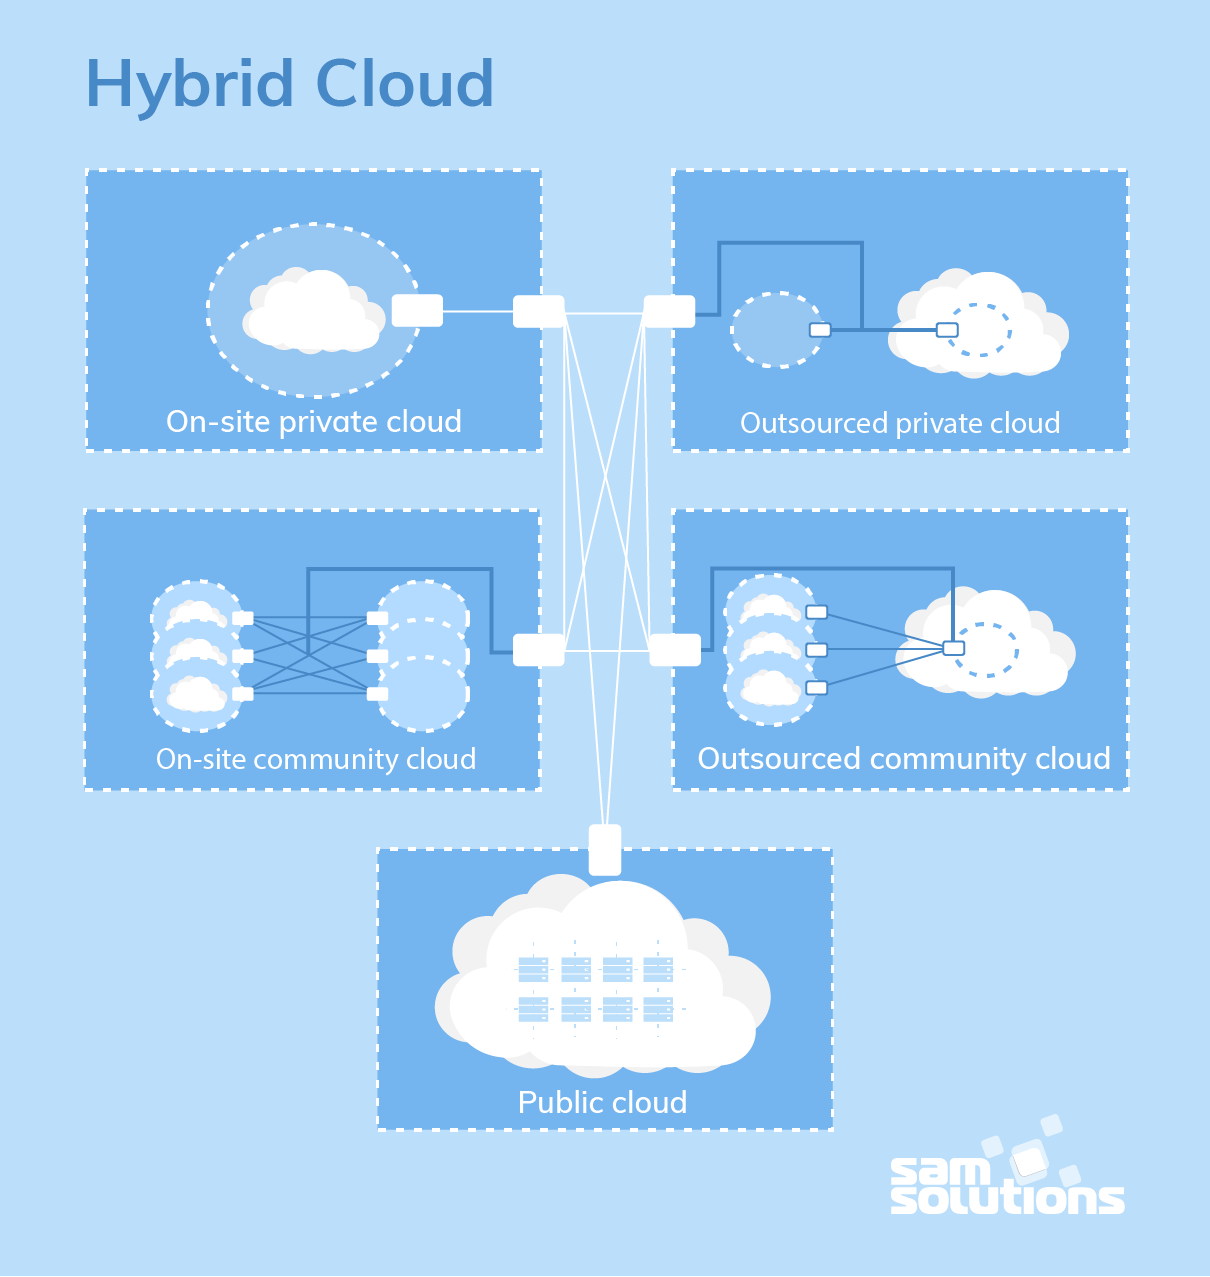 Hybrid Cloud
On-site private cloud
Outsourced private cloud
On-site community cloud
Outsourced community cloud
Public cloud
sam
solutions